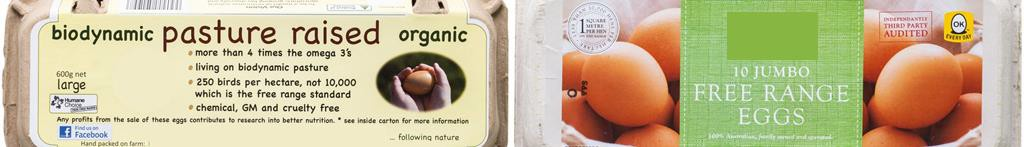 biodynamic pasture raised organic
• more than 4 times the omega 3's
• living on biodynamic pasture
• 250 birds per hectare, not 10,000
which is the free range standard
• chemical, GM and cruelty free
600g net
large
Humane
Choice
Any profits from the sale of these eggs contributes to research into better nutrition. * see inside carton for more information
Find us on
Facebook
... following nature
Hand packed on farm:
1 SQUARE
METRE
PER HEN
INDEPENDENTLY
THIRD PARTY
AUDITED
OK
EVERY DAY
10 JUMBO
FREE RANGE
EGGS
100% Australian, family owned and operated.